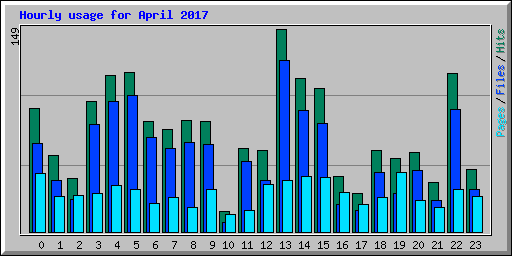 Hourly usage for April 2017
149
Pages/Files/Hits
0 1 2 3 4 5 6 7 8 9 10 11 12 13 14 15 16 17 18 19 20 21 22 23